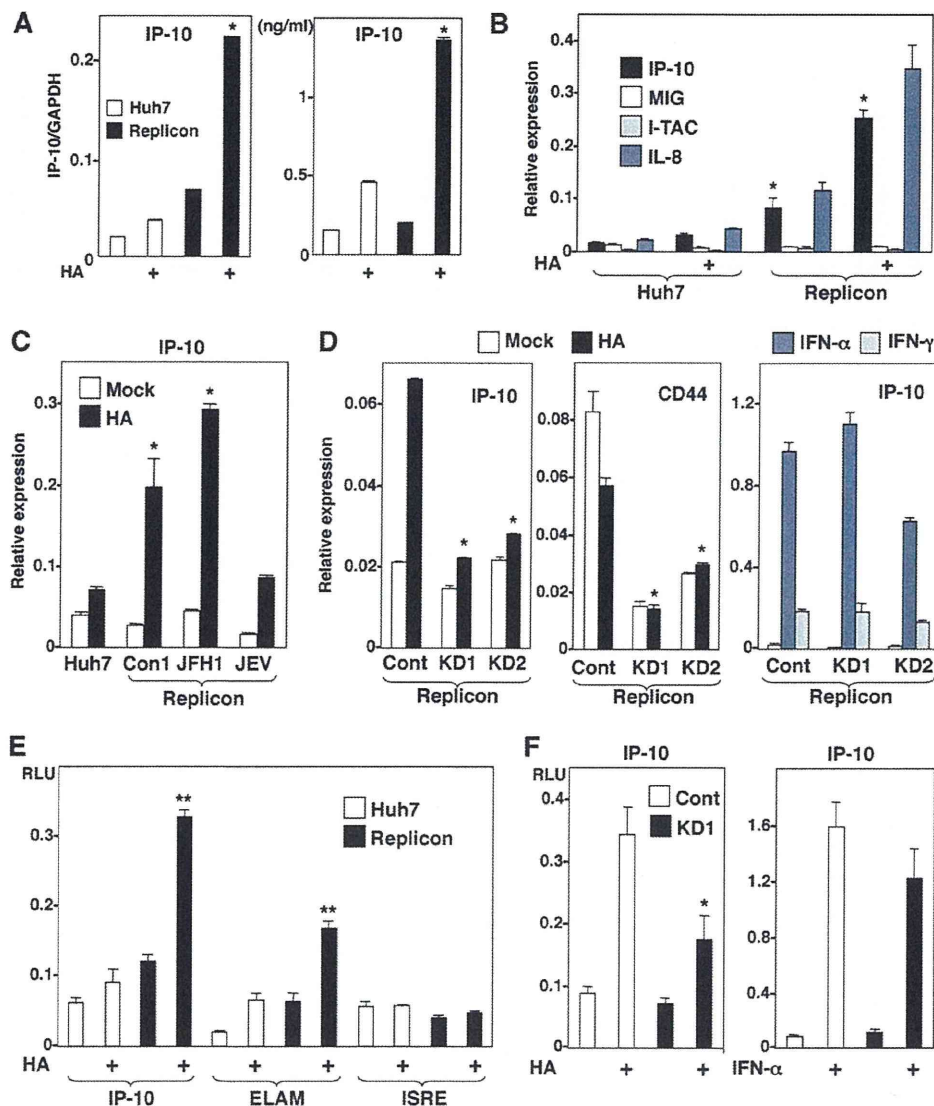 A
IP-10
(ng/ml)
IP-10
0.2
0.1
0
IP-10/GAPDH
Huh7
Replicon
*
HA
+
+
1
0.5
0
*
+
+
B
Relative expression
0.4
0.3
0.2
0.1
0
IP-10
MIG
I-TAC
IL-8
*
*
HA
+
+
Huh7
Replicon
C
IP-10
Relative expression
0.3
0.2
0.1
0
Mock
HA
*
*
Huh7
Con1
JFH1
JEV
Replicon
D
Mock
HA
IFN-α
IFN-γ
Relative expression
IP-10
0.06
0.04
0.02
0
*
*
Cont
KD1
KD2
Replicon
CD44
0.08
0.06
0.04
0.02
0
*
*
Cont
KD1
KD2
Replicon
IP-10
1.2
0.8
0.4
0
Cont
KD1
KD2
Replicon
E
RLU
0.3
0.2
0.1
0
Huh7
Replicon
**
**
HA
+
+
+
+
+
+
IP-10
ELAM
ISRE
F
IP-10
RLU
0.4
0.3
0.2
0.1
0
Cont
KD1
*
HA
+
+
IP-10
1.6
1.2
0.8
0.4
0
IFN-α
+
+